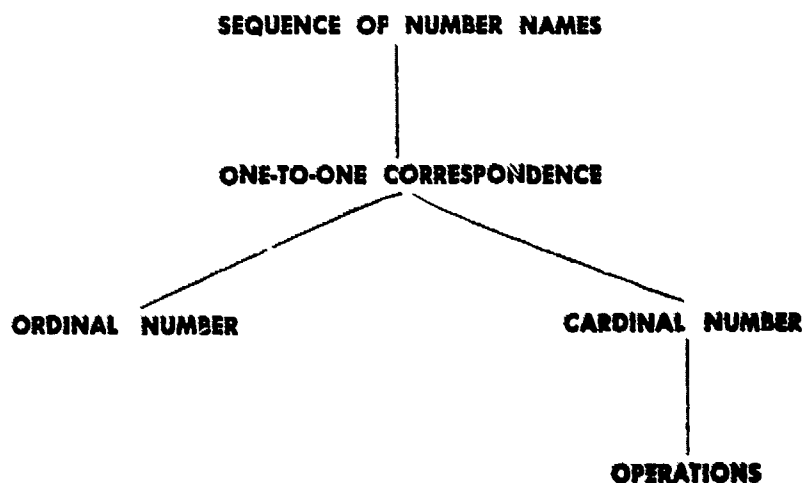 SEQUENCE OF NUMBER NAMES
ONE-TO-ONE CORRESPONDENCE
ORDINAL NUMBER
CARDINAL NUMBER
OPERATIONS